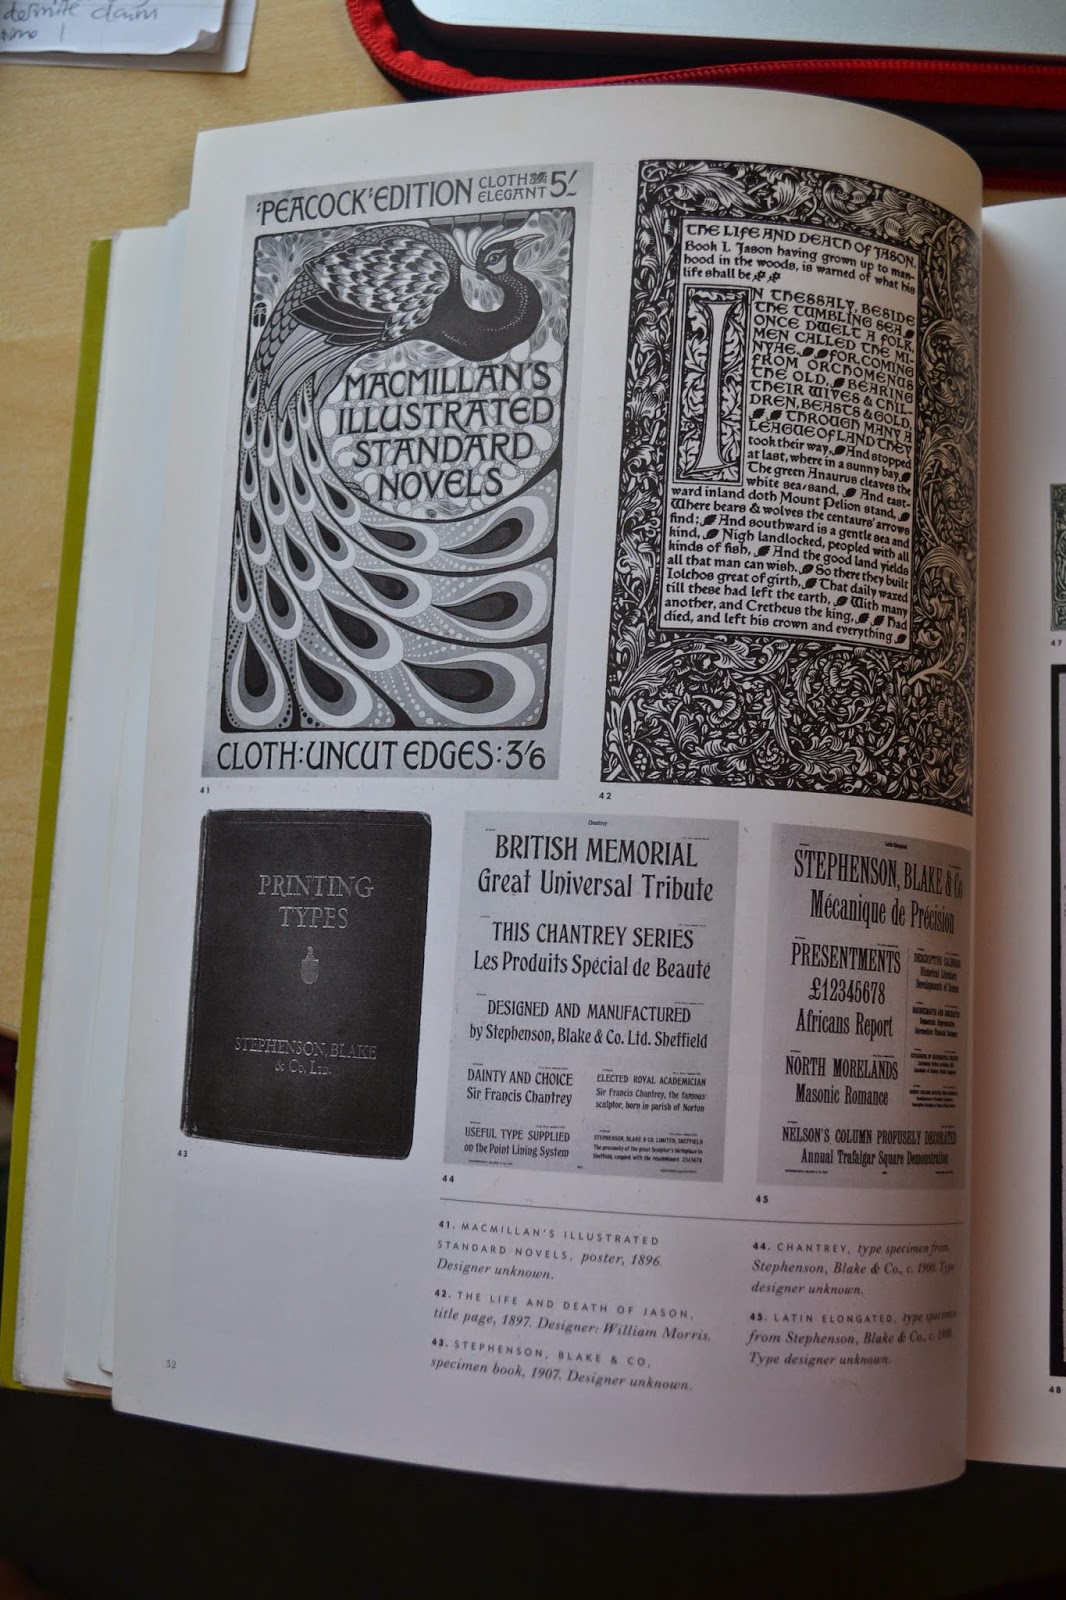 definite claim
'PEACOCK' EDITION CLOTH ELEGANT 5/-
MACMILLAN'S
ILLUSTRATED
STANDARD
NOVELS
CLOTH: UNCUT EDGES: 3/6
41
THE LIFE AND DEATH OF JASON.
Book I. Jason having grown up to man-
hood in the woods, is warned of what his
life shall be
IN THESSALY, BESIDE
THE TUMBLING SEA
ONCE DWELT A FOLK
MEN CALLED THE MI-
NYAE. FOR, COMING
FROM ORCHOMENUS
THE OLD, BEARING
THEIR WIVES & CHIL-
DREN, BEASTS & GOLD,
THROUGH MANY A
LEAGUE OF LAND THEY
took their way, And stopped
at last, where in a sunny bay,
The green Anaurus cleaves the
white sea-sand, And east-
ward inland doth Mount Pelion stand,
Where bears & wolves the centaurs' arrows
find; And southward is a gentle sea and
kind, Nigh landlocked, peopled with all
kinds of fish, And the good land yields
all that man can wish. So there they built
Iolchos great of girth, That daily waxed
till these had left the earth, With many
another, and Cretheus the king, Had
died, and left his crown and everything
42
PRINTING
TYPES
STEPHENSON, BLAKE
& Co, Ltd.
43
Chantrey
BRITISH MEMORIAL
Great Universal Tribute
THIS CHANTREY SERIES
Les Produits Spécial de Beauté
DESIGNED AND MANUFACTURED
by Stephenson, Blake & Co. Ltd. Sheffield
DAINTY AND CHOICE
Sir Francis Chantrey
ELECTED ROYAL ACADEMICIAN
Sir Francis Chantrey, the famous
sculptor, born in parish of Norton
USEFUL TYPE SUPPLIED
on the Point Lining System
STEPHENSON, BLAKE & CO. LIMITED, SHEFFIELD
44
STEPHENSON, BLAKE & Co
Mécanique de Précision
PRESENTMENTS
£12345678
Africans Report
NORTH MORELANDS
Masonic Romance
NELSON'S COLUMN PROFUSELY DECORATED
Annual Trafalgar Square Demonstration
45
41. MACMILLAN'S ILLUSTRATED
STANDARD NOVELS, poster, 1896.
Designer unknown.
42. THE LIFE AND DEATH OF JASON,
title page, 1897. Designer: William Morris.
43. STEPHENSON, BLAKE & CO,
specimen book, 1907. Designer unknown.
44. CHANTREY, type specimen from
Stephenson, Blake & Co., c. 1900. Type
designer unknown.
45. LATIN ELONGATED, type specimen
from Stephenson, Blake & Co., c. 1900.
Type designer unknown.
52
47
48